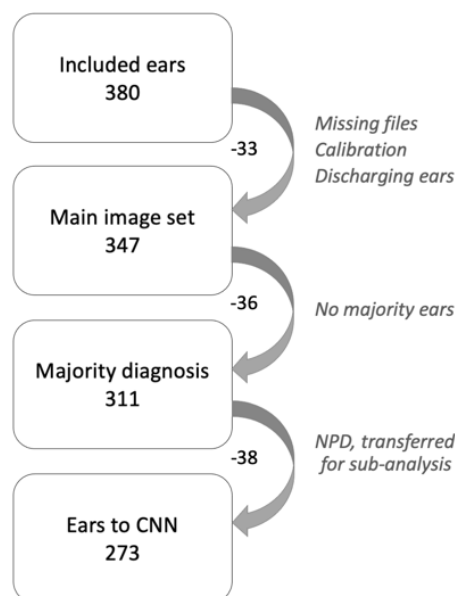 Included ears
380
-33
Missing files
Calibration
Discharging ears
Main image set
347
-36
No majority ears
Majority diagnosis
311
-38
NPD, transferred
for sub-analysis
Ears to CNN
273